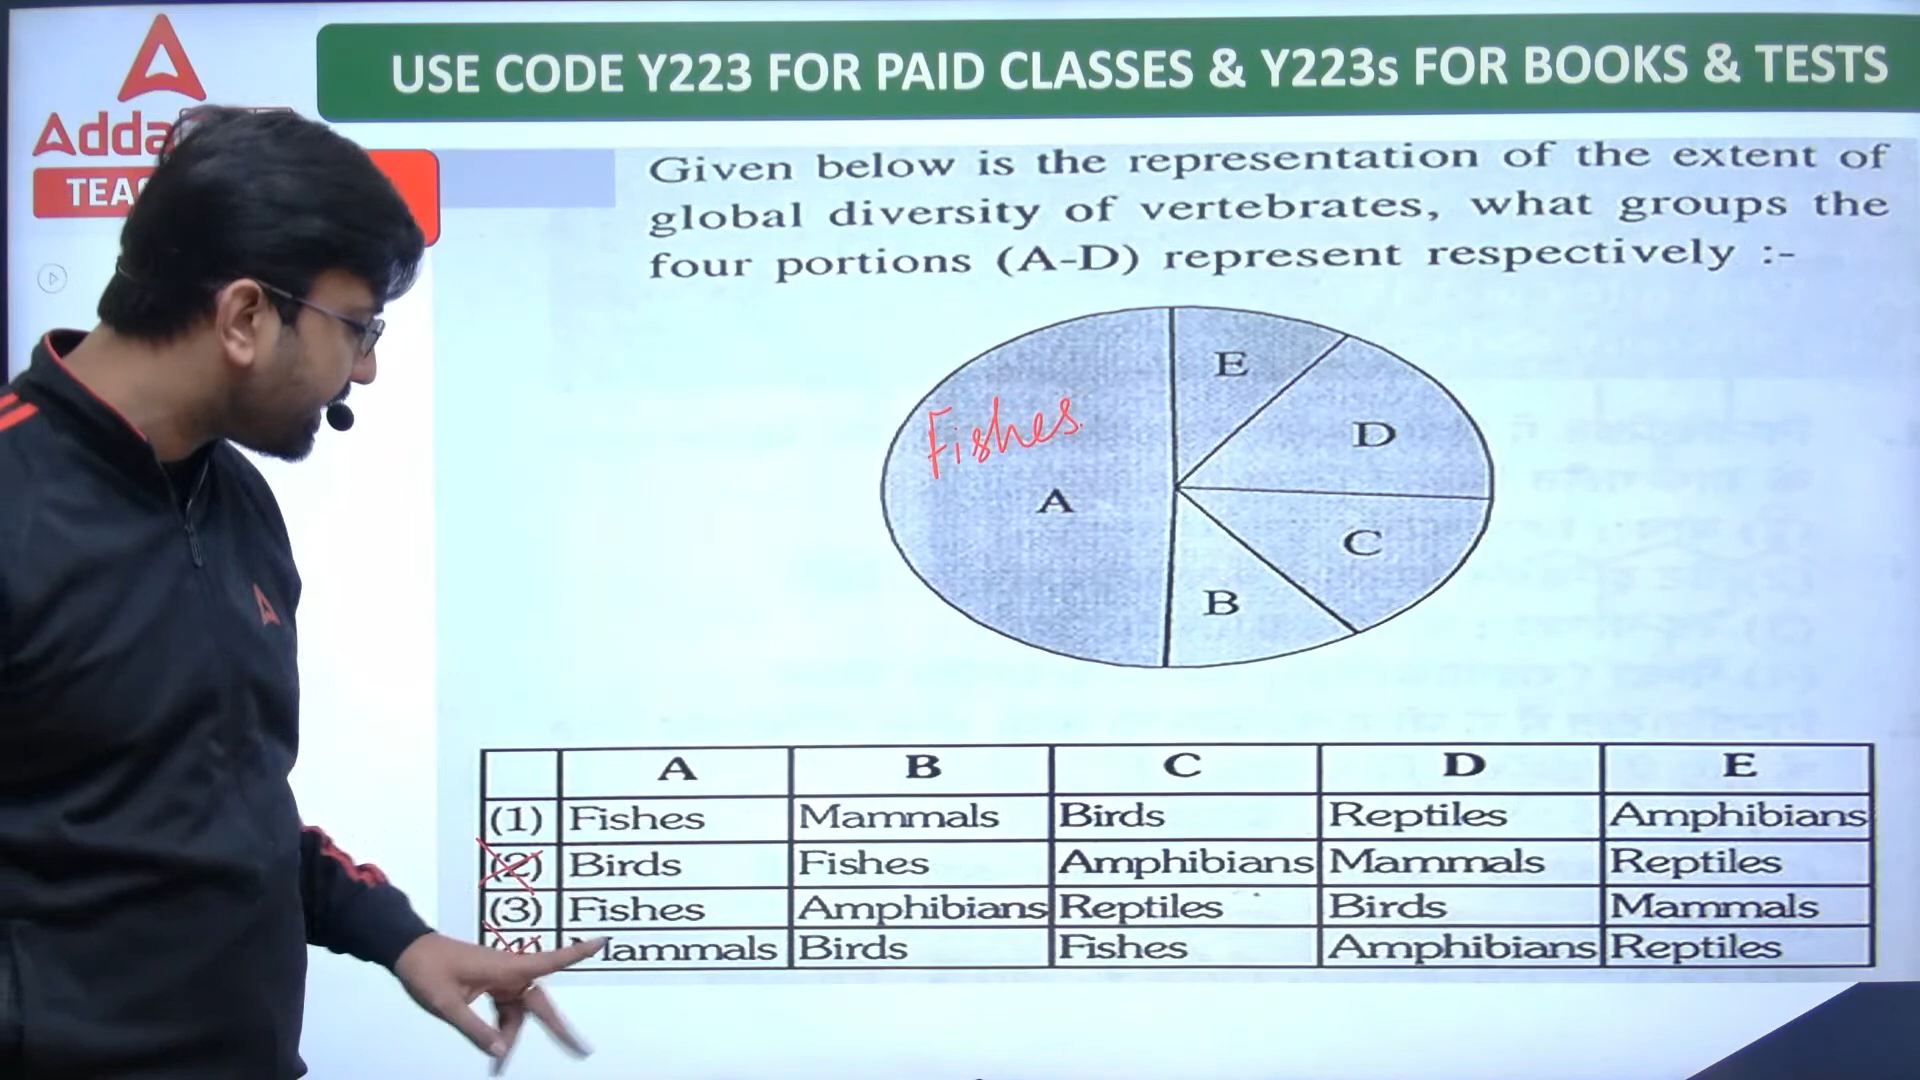 USE CODE Y223 FOR PAID CLASSES & Y223s FOR BOOKS & TESTS
Adda
TEA
Given below is the representation of the extent of
global diversity of vertebrates, what groups the
four portions (A-D) represent respectively :-
E
D
Fishes
A
C
B
A B C D E
(1) Fishes Mammals Birds Reptiles Amphibians
(2) Birds Fishes Amphibians Mammals Reptiles
(3) Fishes Amphibians Reptiles Birds Mammals
(4) Mammals Birds Fishes Amphibians Reptiles